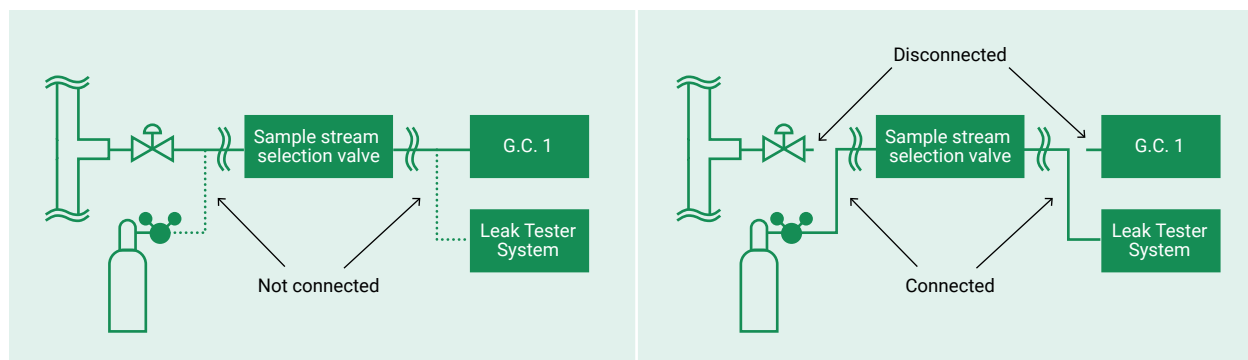 Sample stream
selection valve
G.C. 1
Leak Tester
System
Not connected
Disconnected
Sample stream
selection valve
G.C. 1
Leak Tester
System
Connected